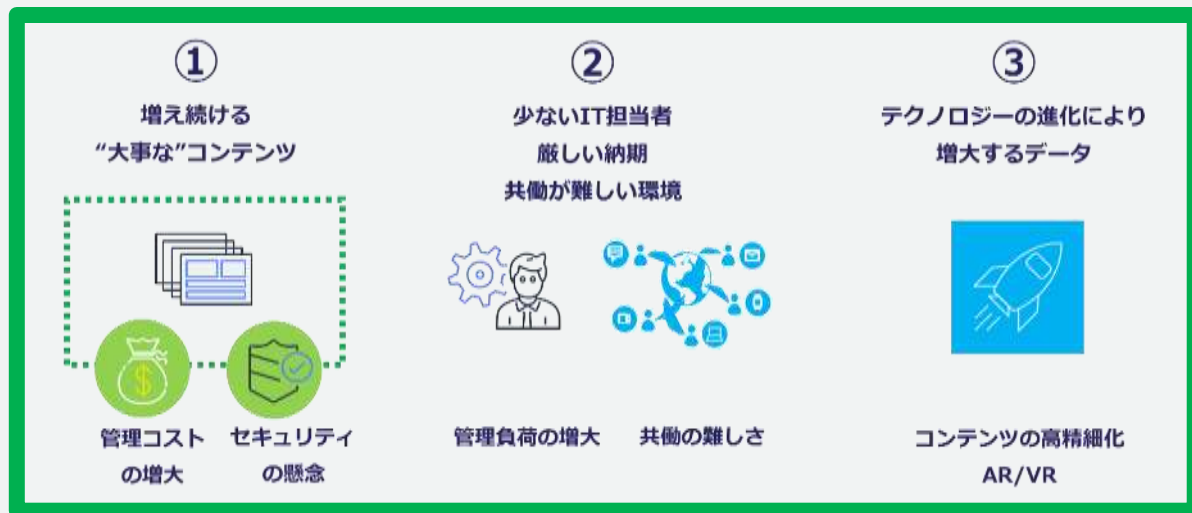 ①
増え続ける
“大事な”コンテンツ
管理コスト
の増大
セキュリティ
の懸念
②
少ないIT担当者
厳しい納期
共働が難しい環境
管理負荷の増大
共働の難しさ
③
テクノロジーの進化により
増大するデータ
コンテンツの高精細化
AR/VR